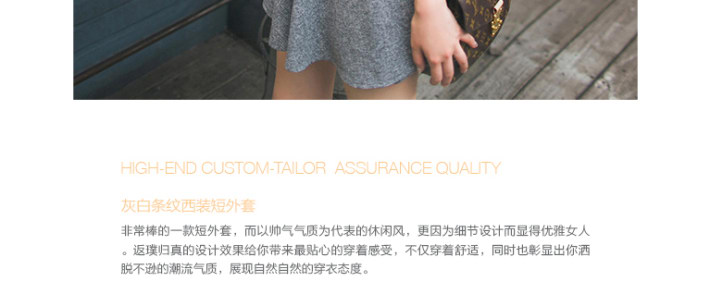 HIGH-END CUSTOM-TAILOR ASSURANCE QUALITY
灰白条纹西装短外套
非常棒的一款短外套，而以帅气气质为代表的休闲风，更因为细节设计而显得优雅女人
。返璞归真的设计效果给你带来最贴心的穿着感受，不仅穿着舒适，同时也彰显出你洒
脱不逊的潮流气质，展现自然自然的穿衣态度。